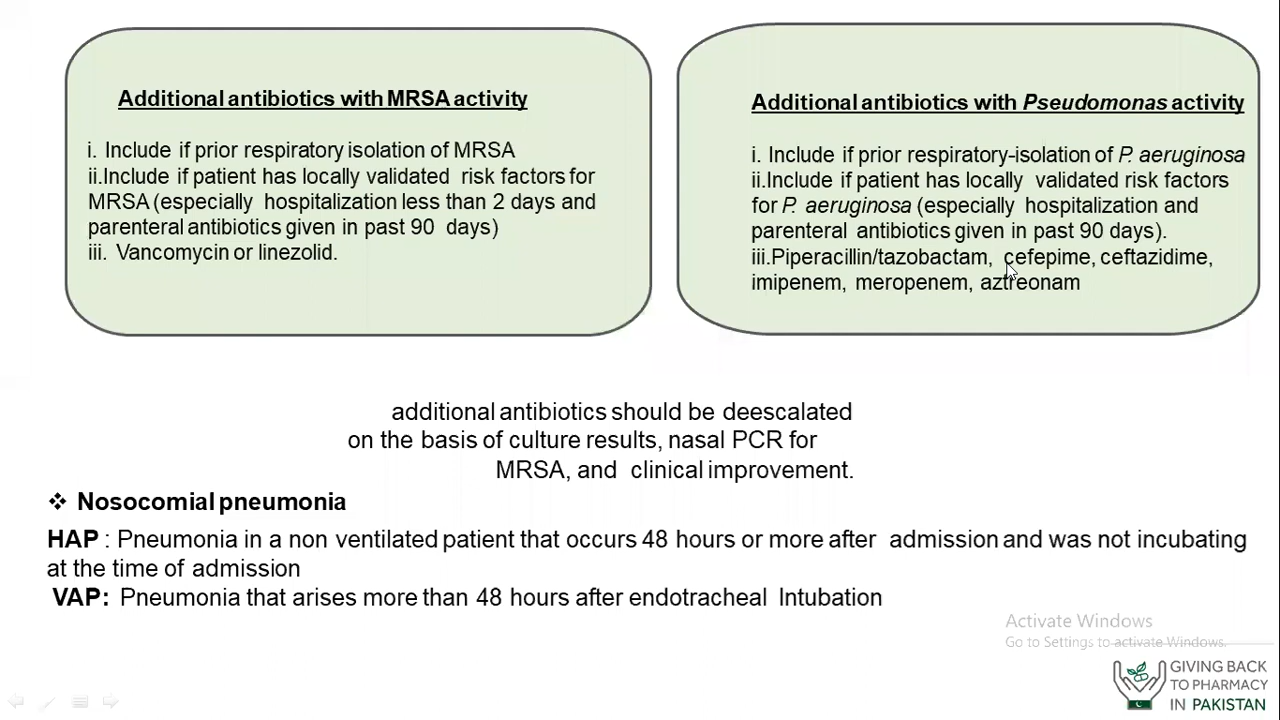 Additional antibiotics with MRSA activity
i. Include if prior respiratory isolation of MRSA
ii.Include if patient has locally validated risk factors for
MRSA (especially hospitalization less than 2 days and
parenteral antibiotics given in past 90 days)
iii. Vancomycin or linezolid.
Additional antibiotics with Pseudomonas activity
i. Include if prior respiratory-isolation of P. aeruginosa
ii.Include if patient has locally validated risk factors
for P. aeruginosa (especially hospitalization and
parenteral antibiotics given in past 90 days).
iii.Piperacillin/tazobactam, cefepime, ceftazidime,
imipenem, meropenem, aztreonam
additional antibiotics should be deescalated
on the basis of culture results, nasal PCR for
MRSA, and clinical improvement.
❖ Nosocomial pneumonia
HAP : Pneumonia in a non ventilated patient that occurs 48 hours or more after admission and was not incubating
at the time of admission
VAP: Pneumonia that arises more than 48 hours after endotracheal Intubation
Activate Windows
Go to Settings to activate Windows.
GIVING BACK
TO PHARMACY
IN PAKISTAN